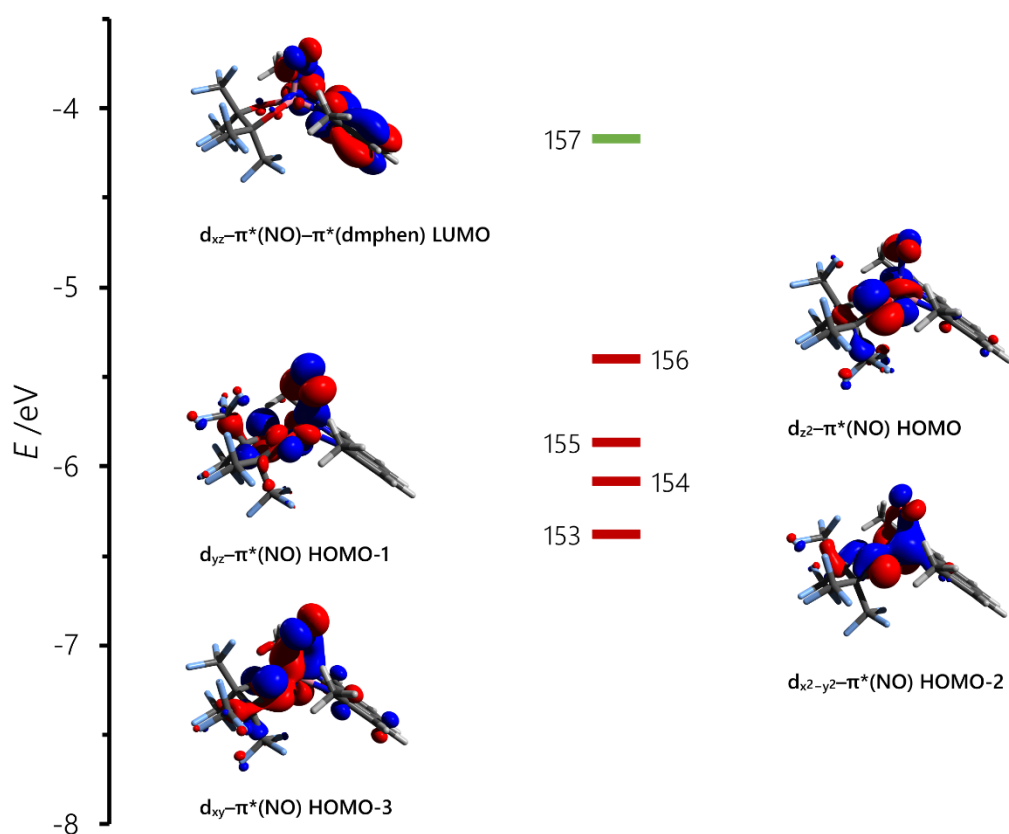 -4
157
dxz–π*(NO)–π*(dmphen) LUMO
-5
156
E /eV
dz2–π*(NO) HOMO
155
-6
154
153
dyz–π*(NO) HOMO-1
-7
dx2–y2–π*(NO) HOMO-2
dxy–π*(NO) HOMO-3
-8